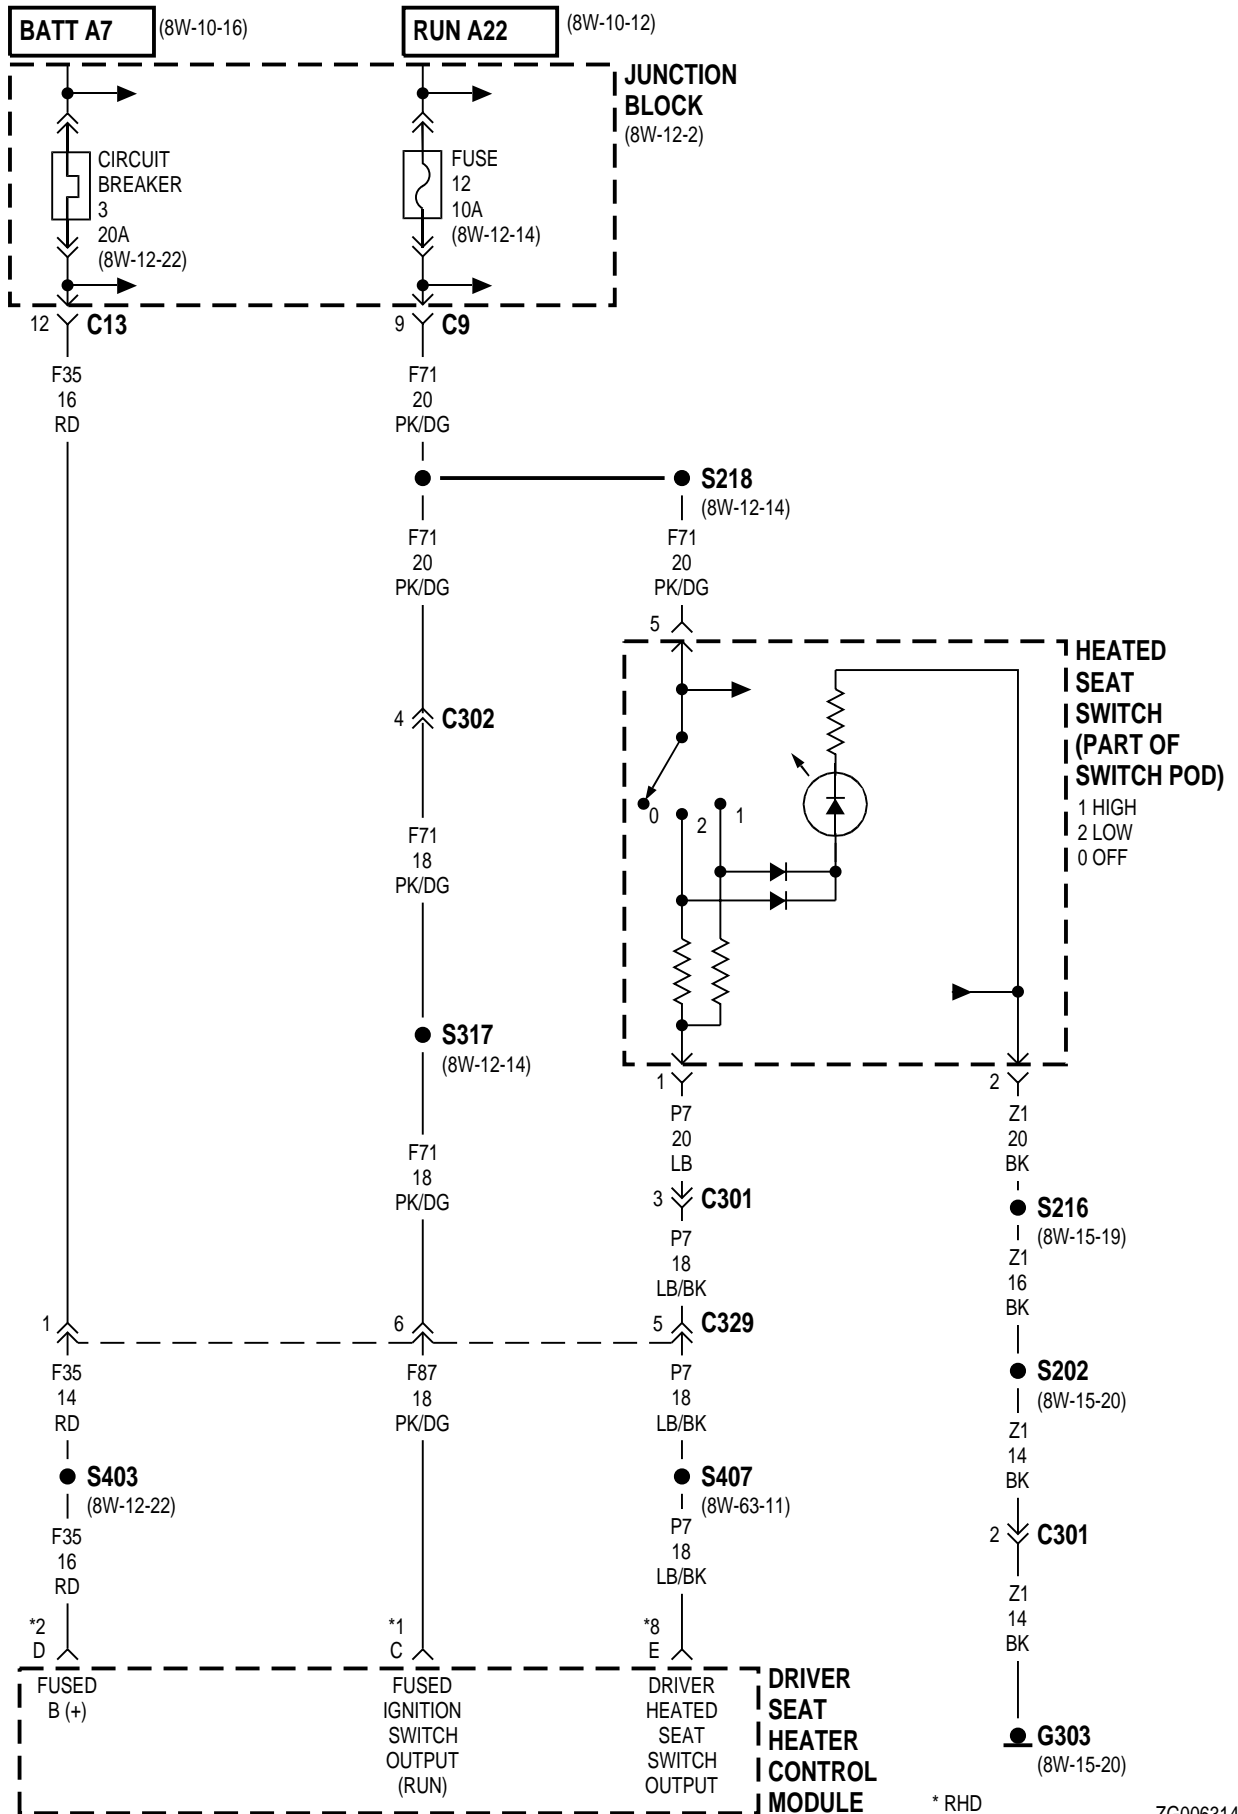 BATT A7
(8W-10-16)
RUN A22
(8W-10-12)
JUNCTION
BLOCK
(8W-12-2)
CIRCUIT
BREAKER
3
20A
(8W-12-22)
FUSE
12
10A
(8W-12-14)
12
C13
9
C9
F35
16
RD
F71
20
PK/DG
S218
(8W-12-14)
F71
20
PK/DG
F71
20
PK/DG
5
HEATED
SEAT
SWITCH
(PART OF
SWITCH POD)
1 HIGH
2 LOW
0 OFF
4
C302
0
2
1
F71
18
PK/DG
S317
(8W-12-14)
F71
18
PK/DG
1
P7
20
LB
3
C301
P7
18
LB/BK
2
Z1
20
BK
S216
(8W-15-19)
Z1
16
BK
1
6
5
C329
F35
14
RD
F87
18
PK/DG
P7
18
LB/BK
S202
(8W-15-20)
Z1
14
BK
S403
(8W-12-22)
S407
(8W-63-11)
F35
16
RD
P7
18
LB/BK
2
C301
Z1
14
BK
*2
D
*1
C
*8
E
FUSED
B (+)
FUSED
IGNITION
SWITCH
OUTPUT
(RUN)
DRIVER
HEATED
SEAT
SWITCH
OUTPUT
DRIVER
SEAT
HEATER
CONTROL
MODULE
G303
(8W-15-20)
* RHD
ZG006314